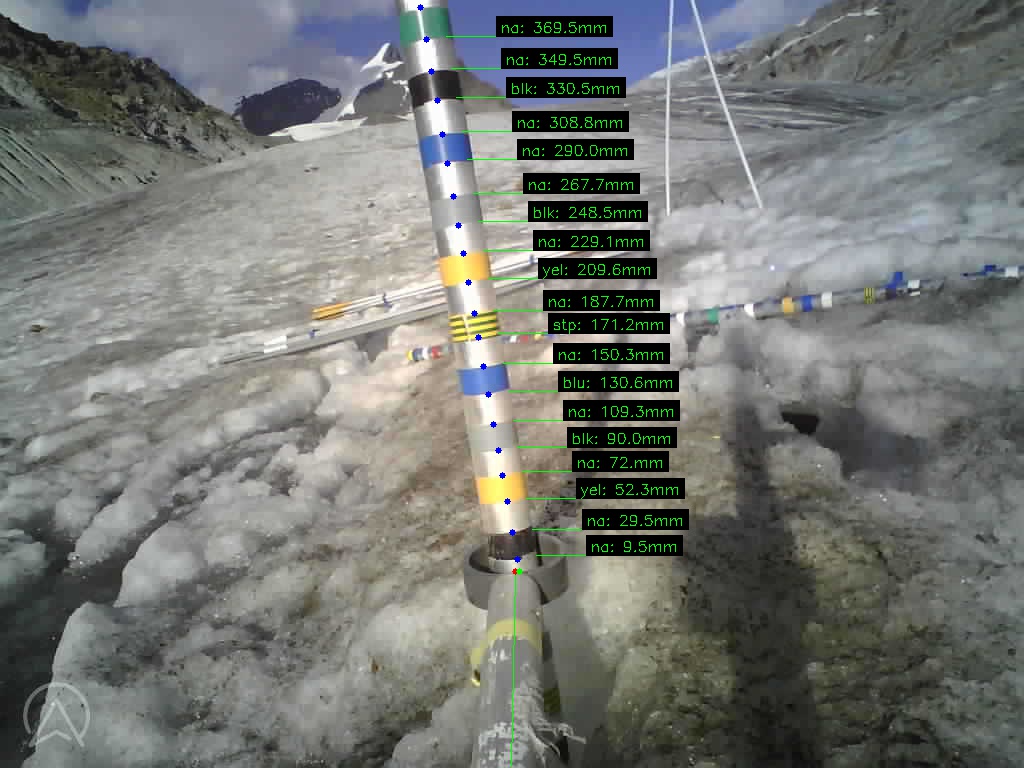 na: 369.5mm
na: 349.5mm
blk: 330.5mm
na: 308.8mm
na: 290.0mm
na: 267.7mm
blk: 248.5mm
na: 229.1mm
yel: 209.6mm
na: 187.7mm
stp: 171.2mm
na: 150.3mm
blu: 130.6mm
na: 109.3mm
blk: 90.0mm
na: 72.mm
yel: 52.3mm
na: 29.5mm
na: 9.5mm